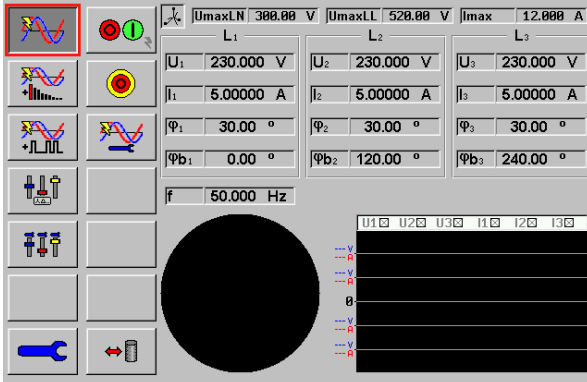 UmaxLN 300.00 V UmaxLL 520.00 V Imax 12.000 A
L1 L2 L3
U1 230.000 V U2 230.000 V U3 230.000 V
I1 5.00000 A I2 5.00000 A I3 5.00000 A
φ1 30.00 º φ2 30.00 º φ3 30.00 º
φb1 0.00 º φb2 120.00 º φb3 240.00 º
f 50.000 Hz
U1 U2 U3 I1 I2 I3
--- V
--- A
--- V
--- A
0
--- V
--- A
--- V
--- A